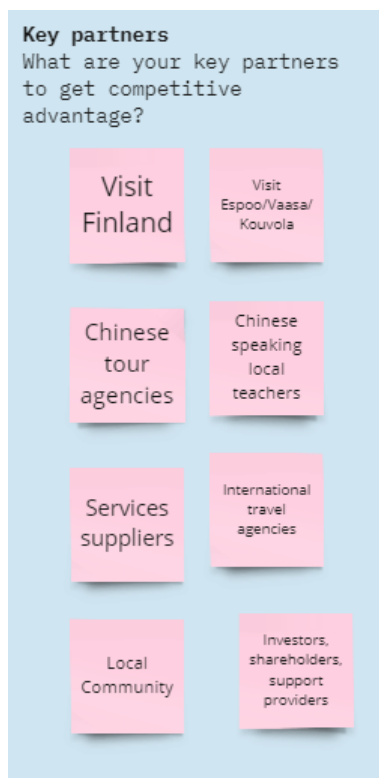 Key partners
What are your key partners
to get competitive
advantage?
Visit
Finland
Visit
Espoo/Vaasa/
Kouvola
Chinese
tour
agencies
Chinese
speaking
local
teachers
Services
suppliers
International
travel
agencies
Local
Community
Investors,
shareholders,
support
providers